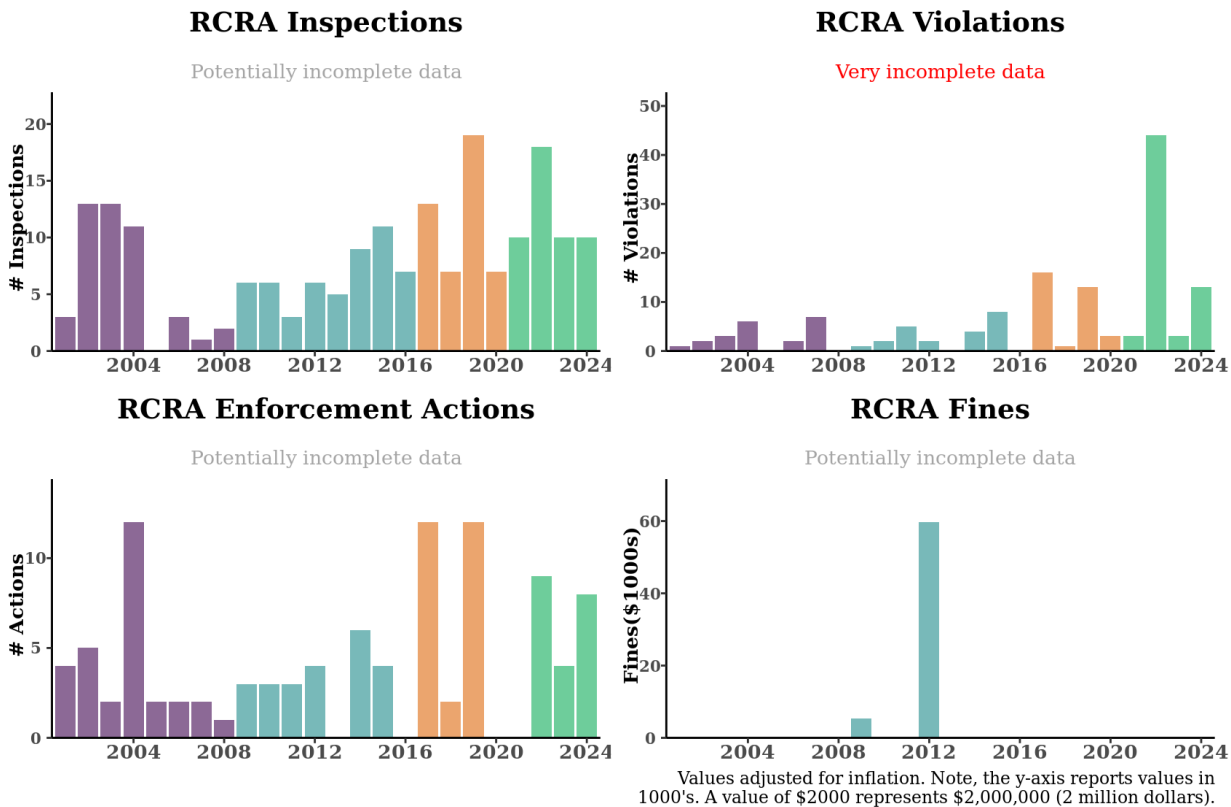 RCRA Inspections
Potentially incomplete data
# Inspections
20
15
10
5
0
2004 2008 2012 2016 2020 2024
RCRA Violations
Very incomplete data
# Violations
50
40
30
20
10
0
2004 2008 2012 2016 2020 2024
RCRA Enforcement Actions
Potentially incomplete data
# Actions
10
5
0
2004 2008 2012 2016 2020 2024
RCRA Fines
Potentially incomplete data
Fines($1000s)
60
40
20
0
2004 2008 2012 2016 2020 2024
Values adjusted for inflation. Note, the y-axis reports values in
1000's. A value of $2000 represents $2,000,000 (2 million dollars).